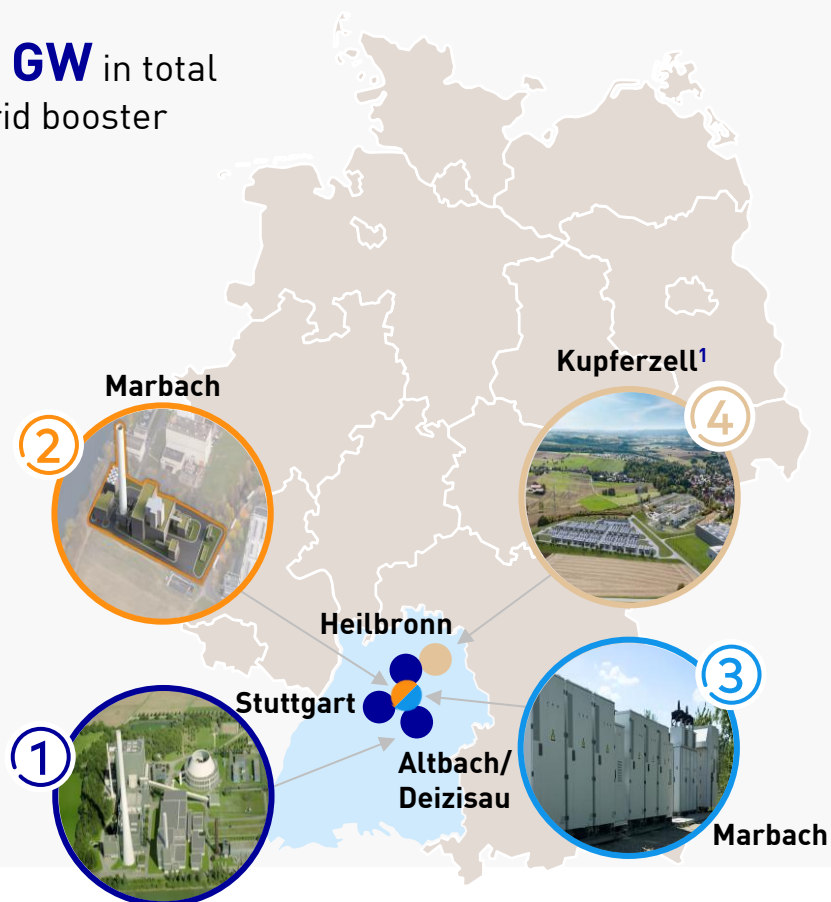 GW in total
rid booster
Marbach
2
Kupferzell¹
4
Heilbronn
Stuttgart
3
1
Altbach/
Deizisau
Marbach